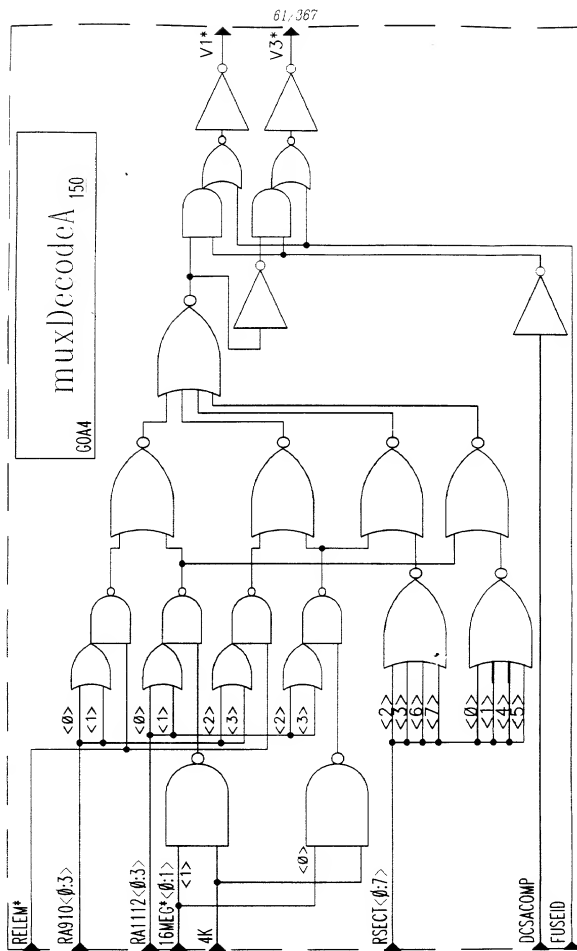 61/367
V1*
V3*
muxDecodeA 150
GOA4
<0>
<1>
<0>
<1>
<2>
<3>
<2>
<3>
<2>
<3>
<6>
<7>
<0>
<1>
<4>
<5>
<1>
<0>
RELEM*
RA910<0:3>
RA1112<0:3>
16MEG*<0:1>
4K
RSECT<0:7>
DCSACOMP
FUSEID